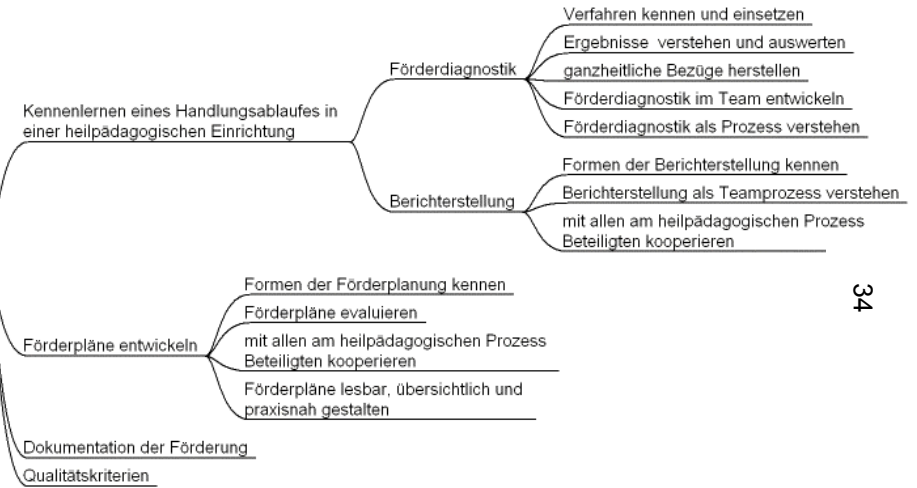 Kennenlernen eines Handlungsablaufes in
einer heilpädagogischen Einrichtung
Förderdiagnostik
Verfahren kennen und einsetzen
Ergebnisse verstehen und auswerten
ganzheitliche Bezüge herstellen
Förderdiagnostik im Team entwickeln
Förderdiagnostik als Prozess verstehen
Berichterstellung
Formen der Berichterstellung kennen
Berichterstellung als Teamprozess verstehen
mit allen am heilpädagogischen Prozess
Beteiligten kooperieren
Förderpläne entwickeln
Formen der Förderplanung kennen
Förderpläne evaluieren
mit allen am heilpädagogischen Prozess
Beteiligten kooperieren
Förderpläne lesbar, übersichtlich und
praxisnah gestalten
Dokumentation der Förderung
Qualitätskriterien
34